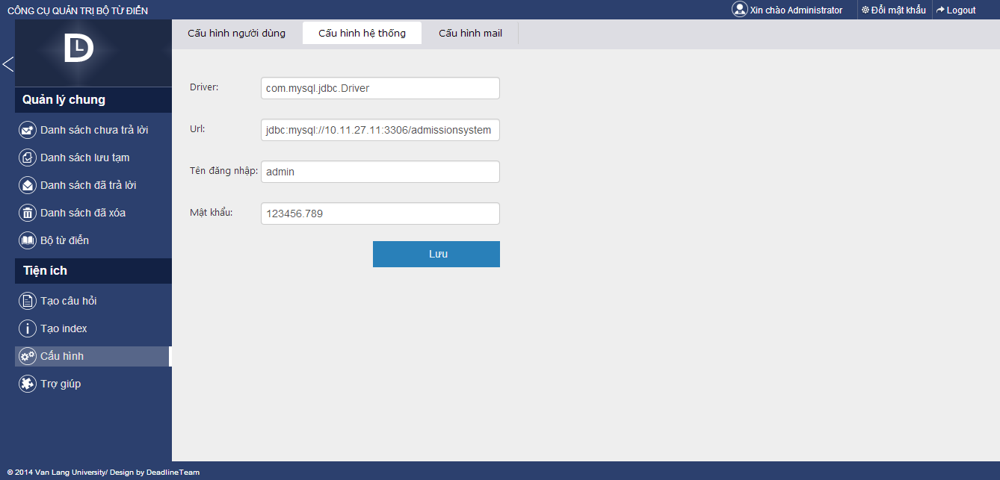 CÔNG CỤ QUẢN TRỊ BỘ TỪ ĐIỂN
Xin chào Administrator
Đổi mật khẩu
Logout
DL
Cấu hình người dùng
Cấu hình hệ thống
Cấu hình mail
Quản lý chung
Danh sách chưa trả lời
Danh sách lưu tạm
Danh sách đã trả lời
Danh sách đã xóa
Bộ từ điển
Tiện ích
Tạo câu hỏi
Tạo index
Cấu hình
Trợ giúp
Driver: com.mysql.jdbc.Driver
Url: jdbc:mysql://10.11.27.11:3306/admissionsystem
Tên đăng nhập: admin
Mật khẩu: 123456.789
Lưu
© 2014 Van Lang University/ Design by DeadlineTeam